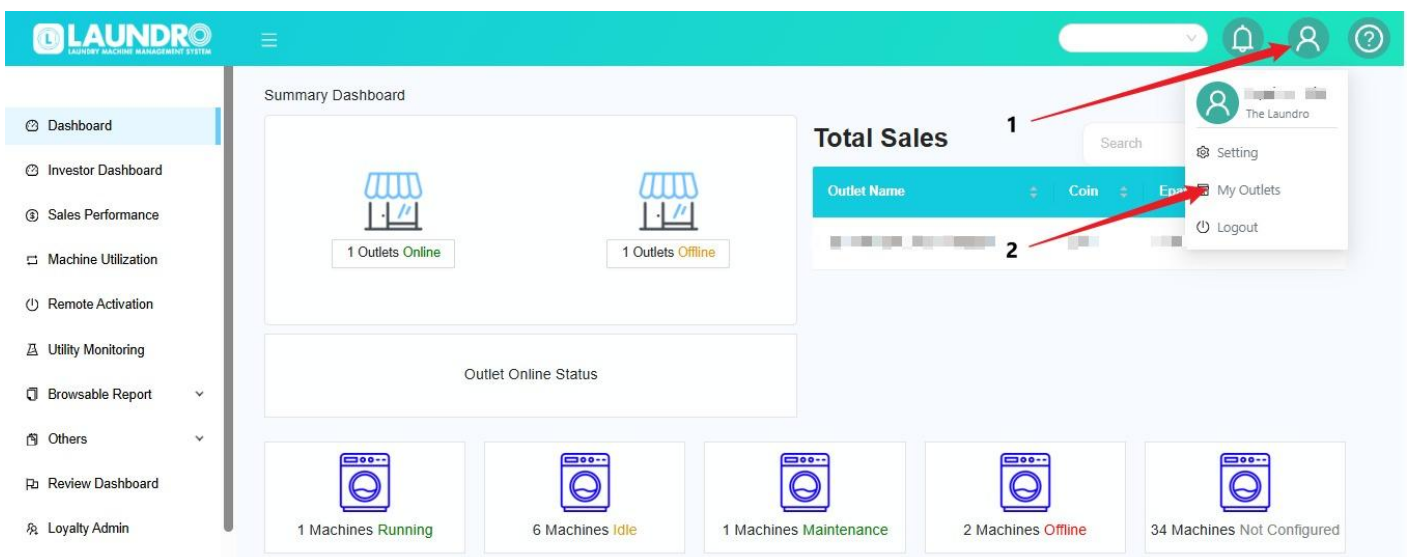 LAUNDRO
LAUNDRY MACHINE MANAGEMENT SYSTEM
Dashboard
Investor Dashboard
Sales Performance
Machine Utilization
Remote Activation
Utility Monitoring
Browsable Report
Others
Review Dashboard
Loyalty Admin
Summary Dashboard
1 Outlets Online
1 Outlets Offline
Outlet Online Status
Total Sales
1
Search
Outlet Name Coin
2
The Laundro
Setting
My Outlets
Logout
1 Machines Running
6 Machines Idle
1 Machines Maintenance
2 Machines Offline
34 Machines Not Configured